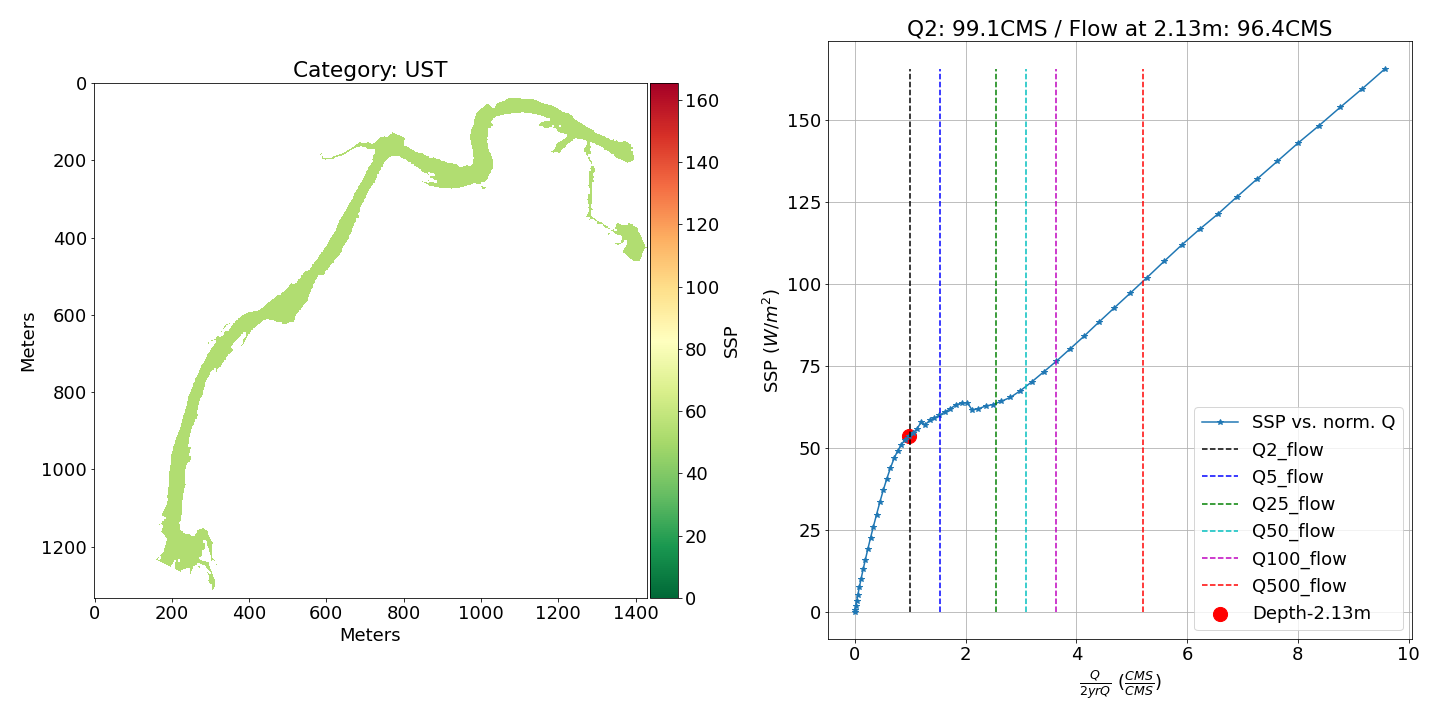 Category: UST
0
200
400
600
800
1000
1200
Meters
0 200 400 600 800 1000 1200 1400
Meters
160
140
120
100
80
60
40
20
0
SSP
Q2: 99.1CMS / Flow at 2.13m: 96.4CMS
150
125
100
75
50
25
0
SSP (W/m²)
SSP vs. norm. Q
Q2_flow
Q5_flow
Q25_flow
Q50_flow
Q100_flow
Q500_flow
Depth-2.13m
0 2 4 6 8 10
Q/2yrQ (CMS/CMS)